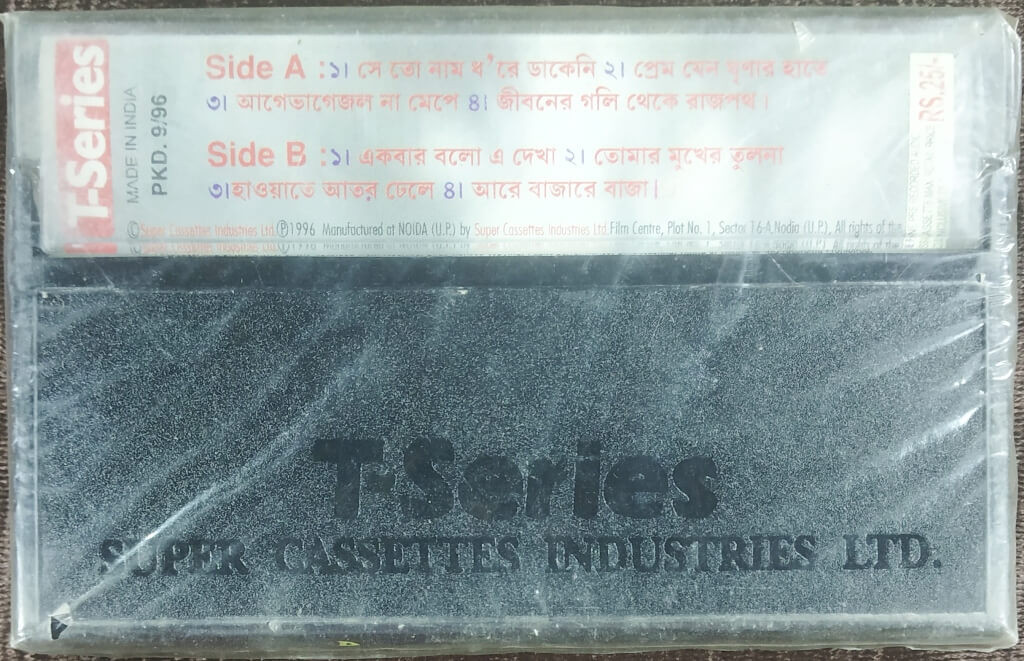 T-Series
MADE IN INDIA
PKD. 9/96
Side A : ১। সে তো নাম ধ'রে ডাকেনি ২। প্রেম যেন ঘৃণার হাতে
৩। আগেভাগেজল না মেপে ৪। জীবনের গলি থেকে রাজপথ।
Side B : ১। একবার বলো এ দেখা ২। তোমার মুখের তুলনা
৩।হাওয়াতে আতর ঢেলে ৪। আরে বাজারে বাজা।
© Super Cassettes Industries Ltd. ℗1996 Manufactured at NOIDA (U.P.) by Super Cassettes Industries Ltd. Film Centre, Plot No. 1, Sector 16-A,Nodia (U.P.), All rights of the
RS.25/-
T-Series
SUPER CASSETTES INDUSTRIES LTD.